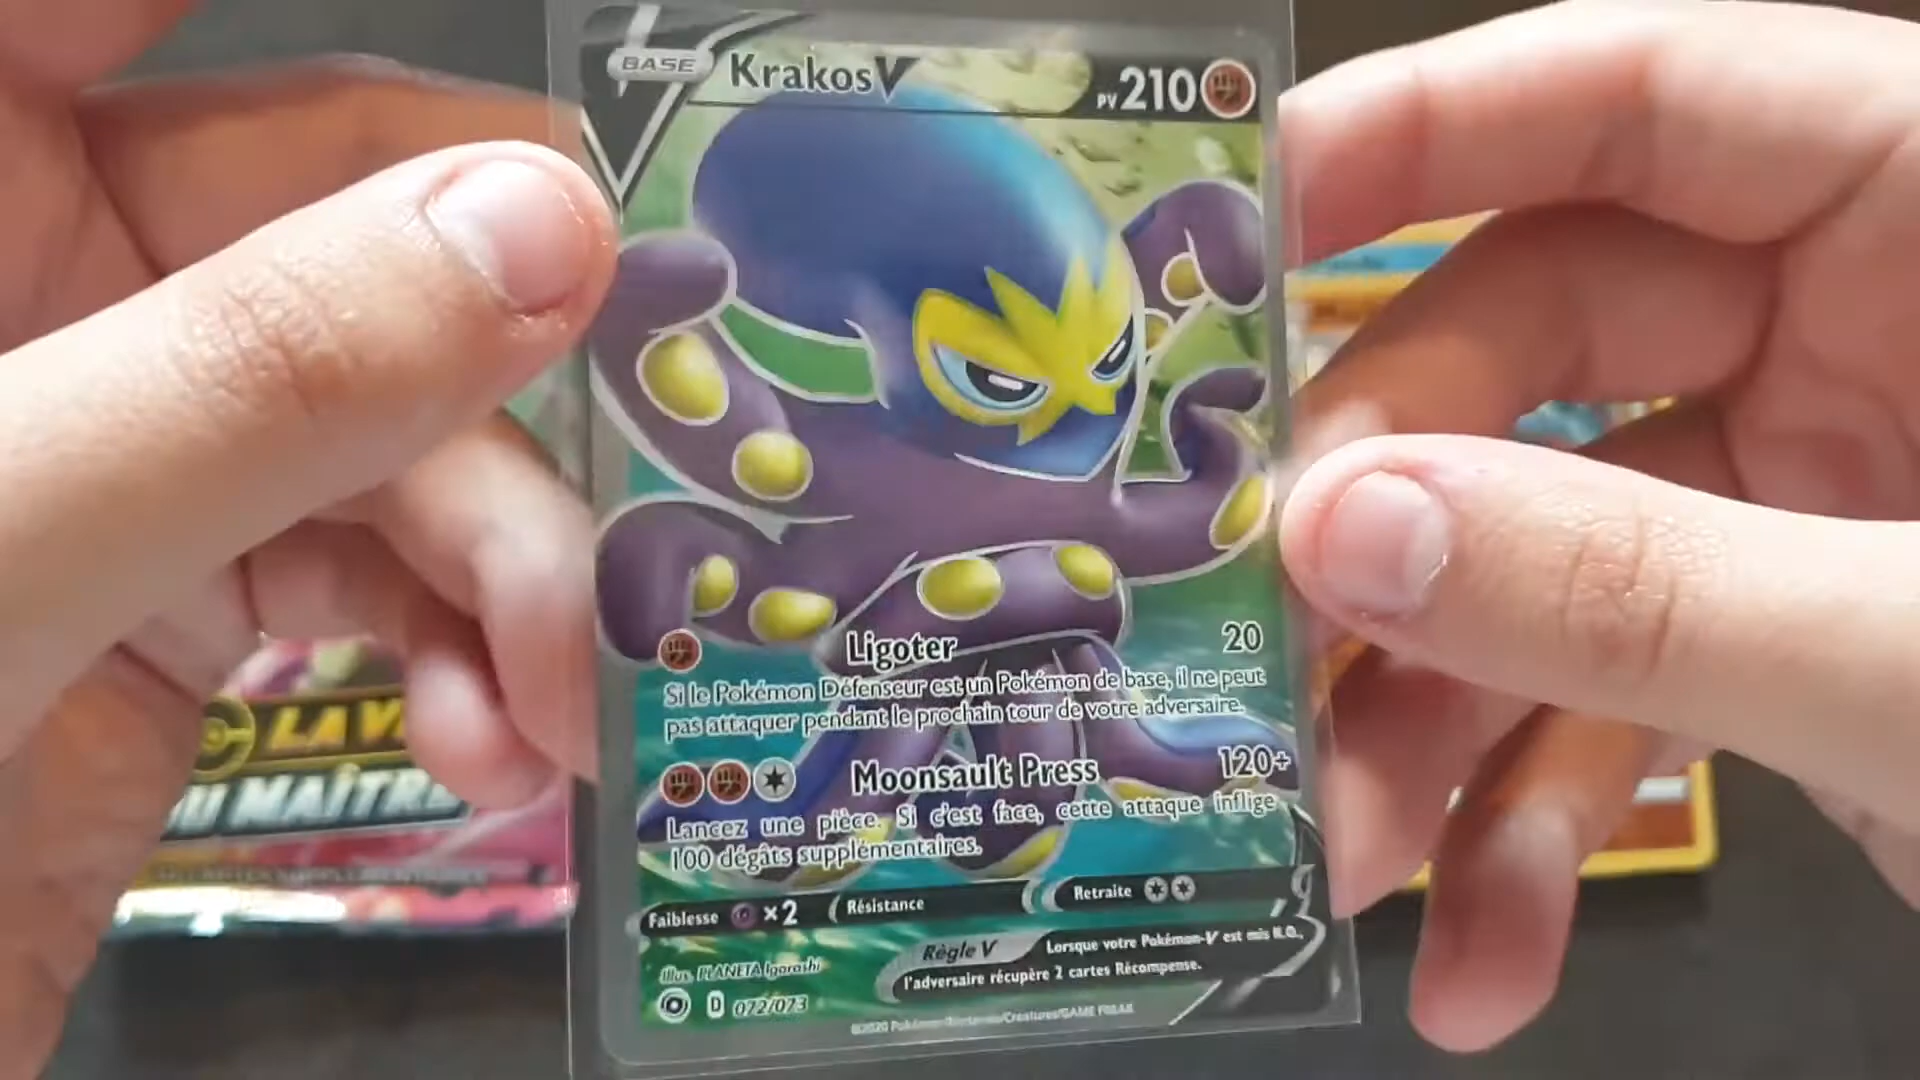 BASE
Krakos V
PV 210
Ligoter 20
Si le Pokémon Défenseur est un Pokémon de base, il ne peut
pas attaquer pendant le prochain tour de votre adversaire.
Moonsault Press 120+
Lancez une pièce. Si c'est face, cette attaque inflige
100 dégâts supplémentaires.
Faiblesse ×2 Résistance Retraite
Règle V Lorsque votre Pokémon-V est mis K.O.,
l'adversaire récupère 2 cartes Récompense.
Illus. PLANETA Igarashi
D 072/073
©2020 Pokémon/Nintendo/Creatures/GAME FREAK
LA V
DU MAÎTRE